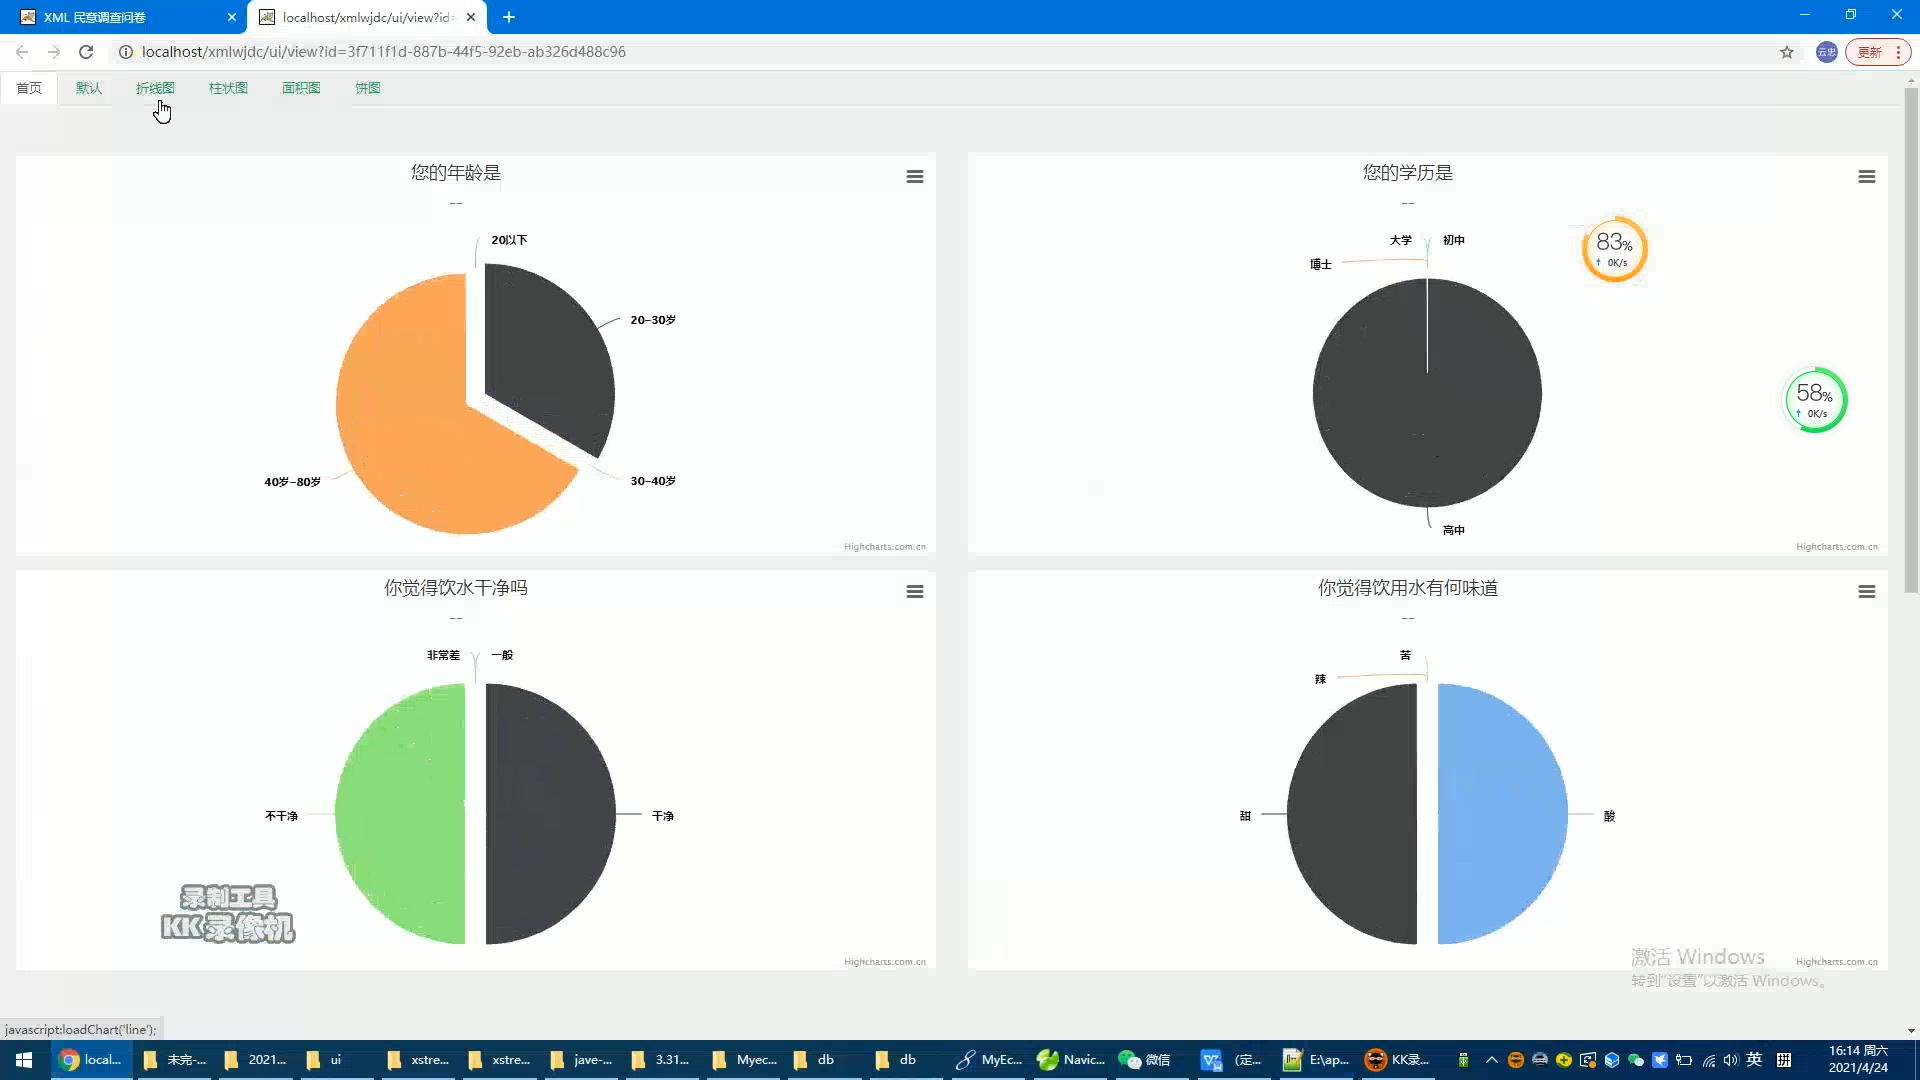 XML 民意调查问卷
localhost/xmlwjdc/ui/view?id=
localhost/xmlwjdc/ui/view?id=3f711f1d-887b-44f5-92eb-ab326d488c96
云忠
更新
首页
默认
折线图
柱状图
面积图
饼图
您的年龄是
--
20以下
20-30岁
30-40岁
40岁-80岁
Highcharts.com.cn
您的学历是
--
大学
初中
博士
高中
Highcharts.com.cn
83%
0K/s
58%
0K/s
你觉得饮水干净吗
--
非常差
一般
不干净
干净
Highcharts.com.cn
你觉得饮用水有何味道
--
苦
辣
甜
酸
Highcharts.com.cn
录制工具
KK录像机
激活 Windows
转到"设置"以激活 Windows。
javascript:loadChart('line');
local...
未完-...
2021...
ui
xstre...
xstre...
jave-...
3.31...
Myec...
db
db
MyEc...
Navic...
微信
(定...
E:\ap...
KK录...
英
拼
16:14 周六
2021/4/24